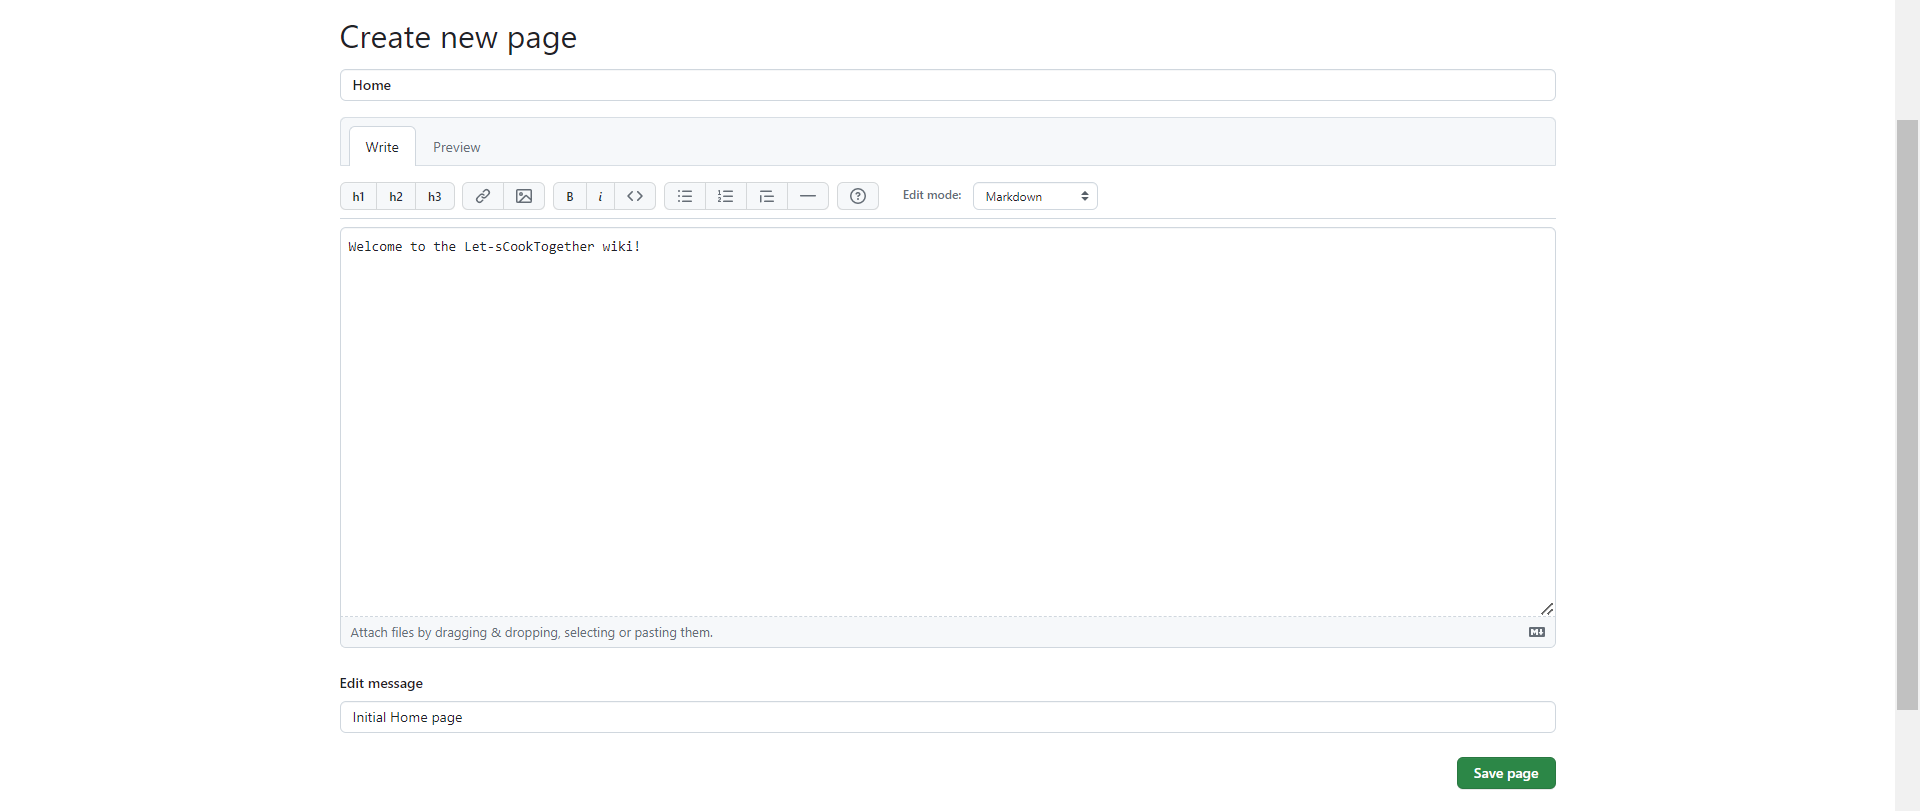 Create new page
Home
Write Preview
h1 h2 h3 B i <> Edit mode: Markdown
Welcome to the Let-sCookTogether wiki!
Attach files by dragging & dropping, selecting or pasting them.
Edit message
Initial Home page
Save page